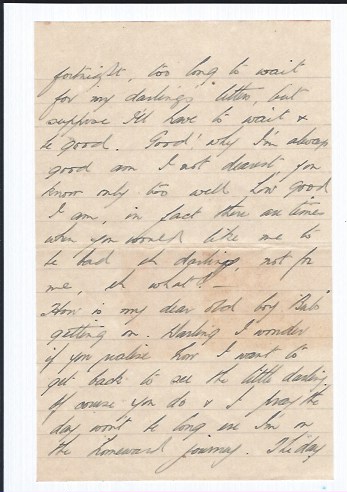 fortnight, too long to wait
for my darlings letters, but
suppose I'll have to wait &
be good. Good! why I'm always
good am I not dearest you
know only too well how good
I am, in fact there are times
when you would like me to
be bad eh darling, not for
me, eh what! —
How is my dear old boy Bab
getting on. Darling I wonder
if you realise how I want to
get back to see the little darling
Of course you do & I pray the
day wont be long ere I'm on
the homeward journey. The day